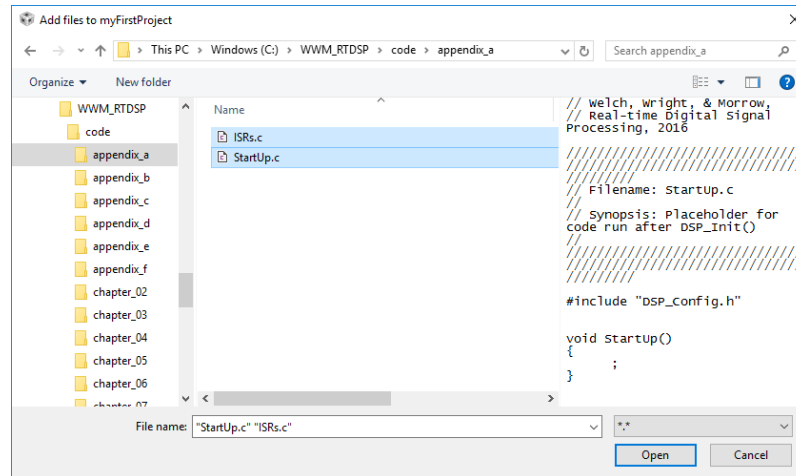 Add files to myFirstProject
This PC > Windows (C:) > WWM_RTDSP > code > appendix_a
Search appendix_a
Organize
New folder
WWM_RTDSP
code
appendix_a
appendix_b
appendix_c
appendix_d
appendix_e
appendix_f
chapter_02
chapter_03
chapter_04
chapter_05
chapter_06
chapter_07
Name
ISRs.c
StartUp.c
// Welch, Wright, & Morrow,
// Real-time Digital Signal
Processing, 2016
///////////////////////////////
///////////////////////////////
/////////
// Filename: StartUp.c
//
// Synopsis: Placeholder for
code run after DSP_Init()
//
///////////////////////////////
///////////////////////////////
/////////
#include "DSP_Config.h"
void StartUp()
{
;
}
File name: "StartUp.c" "ISRs.c"
*.*
Open
Cancel